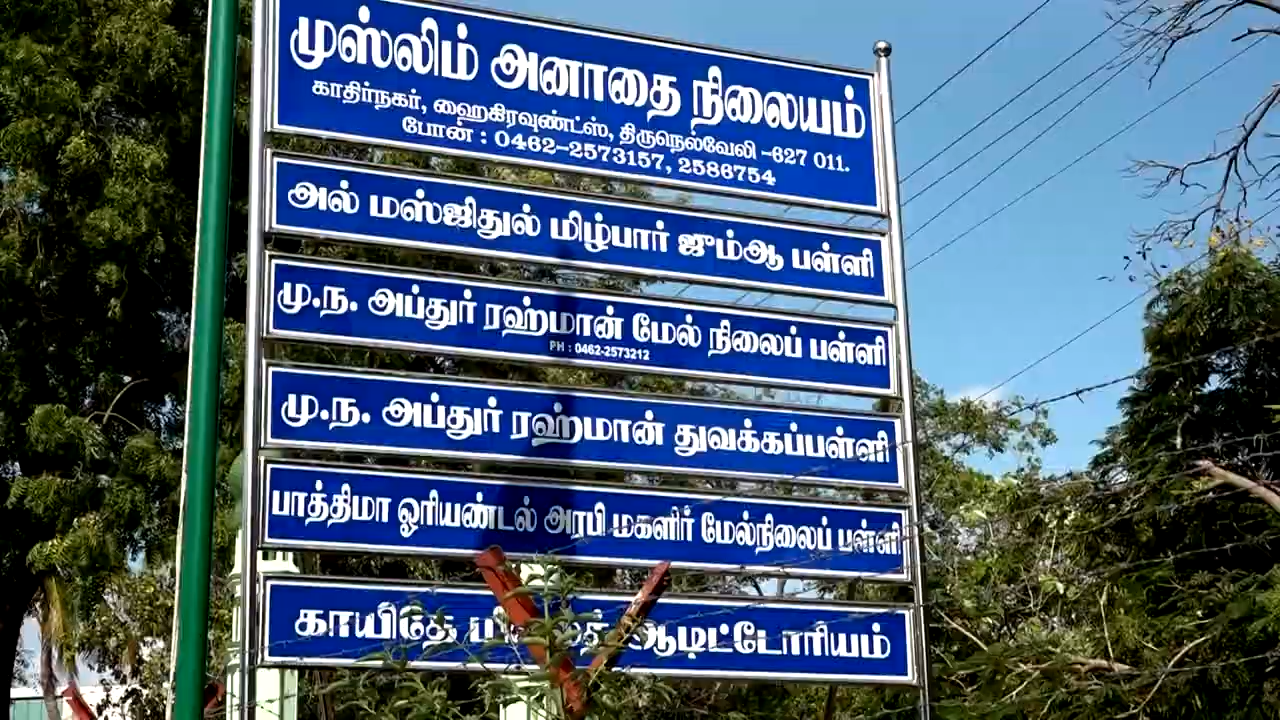 முஸ்லிம் அனாதை நிலையம்
காதிர்நகர், ஹைகிரவுண்ட்ஸ், திருநெல்வேலி -627 011.
போன் : 0462-2573157, 2586754
அல் மஸ்ஜிதுல் மிழ்பார் ஜும்ஆ பள்ளி
மு.ந. அப்துர் ரஹ்மான் மேல் நிலைப் பள்ளி
PH : 0462-2573212
மு.ந. அப்துர் ரஹ்மான் துவக்கப்பள்ளி
பாத்திமா ஓரியண்டல் அரபி மகளிர் மேல்நிலைப் பள்ளி
காயிதே ஆடிட்டோரியம்